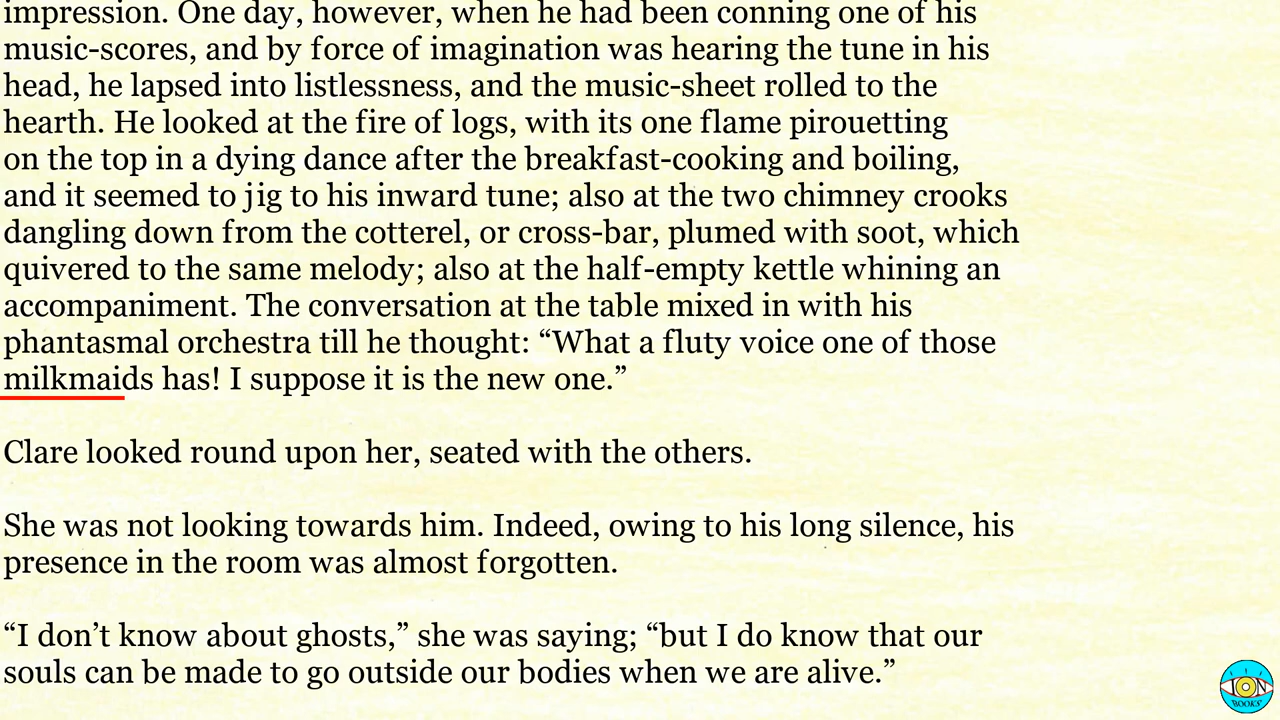 impression. One day, however, when he had been conning one of his
music-scores, and by force of imagination was hearing the tune in his
head, he lapsed into listlessness, and the music-sheet rolled to the
hearth. He looked at the fire of logs, with its one flame pirouetting
on the top in a dying dance after the breakfast-cooking and boiling,
and it seemed to jig to his inward tune; also at the two chimney crooks
dangling down from the cotterel, or cross-bar, plumed with soot, which
quivered to the same melody; also at the half-empty kettle whining an
accompaniment. The conversation at the table mixed in with his
phantasmal orchestra till he thought: “What a fluty voice one of those
milkmaids has! I suppose it is the new one.”
Clare looked round upon her, seated with the others.
She was not looking towards him. Indeed, owing to his long silence, his
presence in the room was almost forgotten.
“I don’t know about ghosts,” she was saying; “but I do know that our
souls can be made to go outside our bodies when we are alive.”
ION
BOOKS